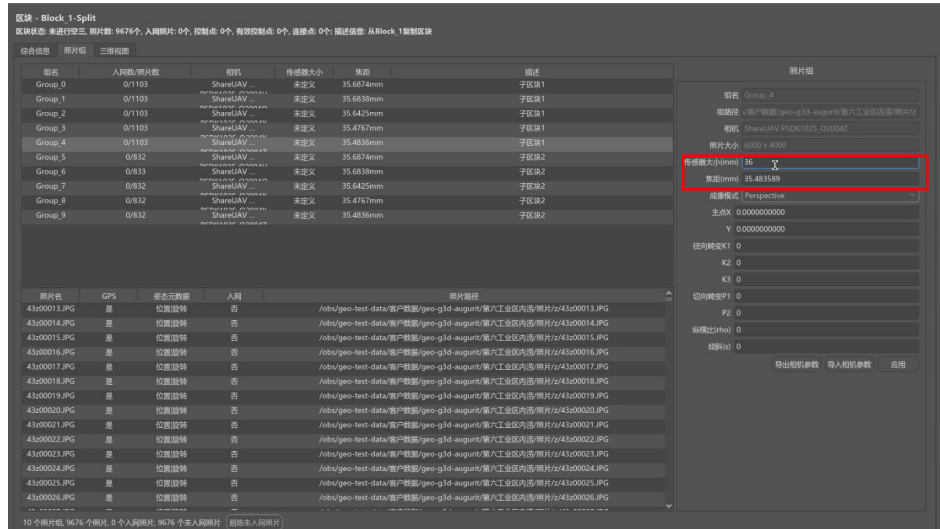 区块 - Block_1-Split
区块状态: 未进行空三, 照片数: 9676个, 入网照片: 0个, 控制点: 0个, 有效控制点: 0个, 连接点: 0个; 描述信息: 从Block_1复制区块
综合信息 照片组 三维视图
组名 入网数/照片数 相机 传感器大小 焦距 描述
Group_0 0/1103 ShareUAV ... 未定义 35.6874mm 子区块1
Group_1 0/1103 ShareUAV ... 未定义 35.6838mm 子区块1
Group_2 0/1103 ShareUAV ... 未定义 35.6425mm 子区块1
Group_3 0/1103 ShareUAV ... 未定义 35.4767mm 子区块1
Group_4 0/1103 ShareUAV ... 未定义 35.4836mm 子区块1
Group_5 0/832 ShareUAV ... 未定义 35.6874mm 子区块2
Group_6 0/833 ShareUAV ... 未定义 35.6838mm 子区块2
Group_7 0/832 ShareUAV ... 未定义 35.6425mm 子区块2
Group_8 0/832 ShareUAV ... 未定义 35.4767mm 子区块2
Group_9 0/832 ShareUAV ... 未定义 35.4836mm 子区块2
照片名 GPS 姿态元数据 入网 照片路径
43z00013.JPG 是 位置|旋转 否 /obs/geo-test-data/客户数据/geo-g3d-augurit/第六工业区内涝/照片/z/43z00013.JPG
43z00014.JPG 是 位置|旋转 否 /obs/geo-test-data/客户数据/geo-g3d-augurit/第六工业区内涝/照片/z/43z00014.JPG
43z00015.JPG 是 位置|旋转 否 /obs/geo-test-data/客户数据/geo-g3d-augurit/第六工业区内涝/照片/z/43z00015.JPG
43z00016.JPG 是 位置|旋转 否 /obs/geo-test-data/客户数据/geo-g3d-augurit/第六工业区内涝/照片/z/43z00016.JPG
43z00017.JPG 是 位置|旋转 否 /obs/geo-test-data/客户数据/geo-g3d-augurit/第六工业区内涝/照片/z/43z00017.JPG
43z00018.JPG 是 位置|旋转 否 /obs/geo-test-data/客户数据/geo-g3d-augurit/第六工业区内涝/照片/z/43z00018.JPG
43z00019.JPG 是 位置|旋转 否 /obs/geo-test-data/客户数据/geo-g3d-augurit/第六工业区内涝/照片/z/43z00019.JPG
43z00020.JPG 是 位置|旋转 否 /obs/geo-test-data/客户数据/geo-g3d-augurit/第六工业区内涝/照片/z/43z00020.JPG
43z00021.JPG 是 位置|旋转 否 /obs/geo-test-data/客户数据/geo-g3d-augurit/第六工业区内涝/照片/z/43z00021.JPG
43z00022.JPG 是 位置|旋转 否 /obs/geo-test-data/客户数据/geo-g3d-augurit/第六工业区内涝/照片/z/43z00022.JPG
43z00023.JPG 是 位置|旋转 否 /obs/geo-test-data/客户数据/geo-g3d-augurit/第六工业区内涝/照片/z/43z00023.JPG
43z00024.JPG 是 位置|旋转 否 /obs/geo-test-data/客户数据/geo-g3d-augurit/第六工业区内涝/照片/z/43z00024.JPG
43z00025.JPG 是 位置|旋转 否 /obs/geo-test-data/客户数据/geo-g3d-augurit/第六工业区内涝/照片/z/43z00025.JPG
43z00026.JPG 是 位置|旋转 否 /obs/geo-test-data/客户数据/geo-g3d-augurit/第六工业区内涝/照片/z/43z00026.JPG
10 个照片组, 9676 个照片, 0 个入网照片, 9676 个未入网照片 删除未入网照片
照片组
组名 Group_4
组路径 /客户数据/geo-g3d-augurit/第六工业区内涝/照片/z
相机 ShareUAV PSDK102S_O2004Z
照片大小 6000 x 4000
传感器大小(mm) 36
焦距(mm) 35.483589
成像模式 Perspective
主点X 0.0000000000
Y 0.0000000000
径向畸变K1 0
K2 0
K3 0
切向畸变P1 0
P2 0
纵横比(rho) 0
倾斜(s) 0
导出相机参数 导入相机参数 应用